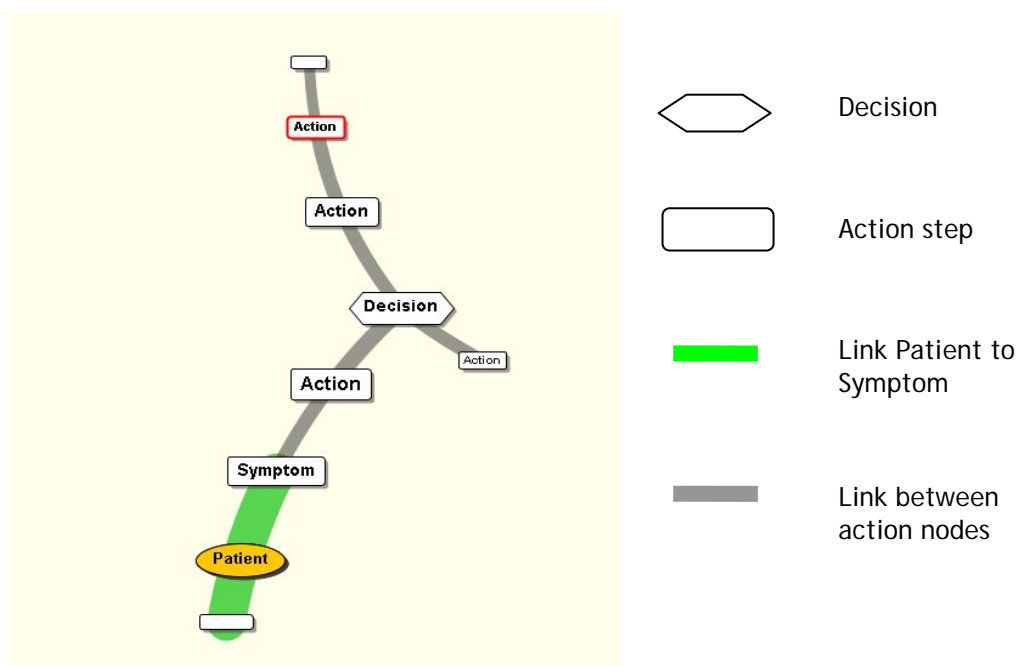 Action
Action
Decision
Action
Action
Symptom
Patient
Decision
Action step
Link Patient to
Symptom
Link between
action nodes